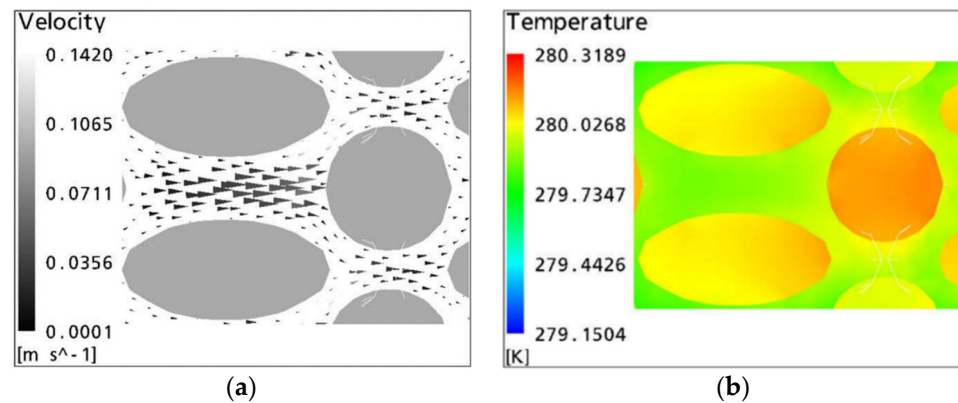 Velocity
0.1420
0.1065
0.0711
0.0356
0.0001
[m s^-1]
(a)
Temperature
280.3189
280.0268
279.7347
279.4426
279.1504
[K]
(b)